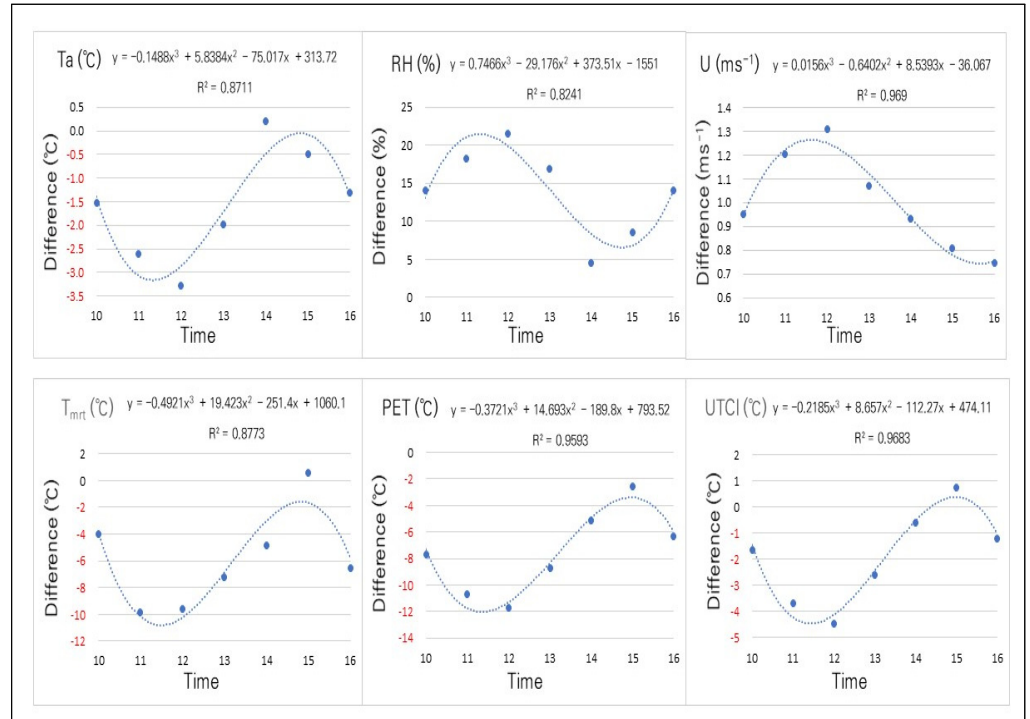 Ta (℃) y = −0.1488x³ + 5.8384x² − 75.017x + 313.72
R² = 0.8711
0.5
0.0
-0.5
-1.0
-1.5
-2.0
-2.5
-3.0
-3.5
Difference (℃)
10 11 12 13 14 15 16
Time
RH (%) y = 0.7466x³ − 29.176x² + 373.51x − 1551
R² = 0.8241
25
20
15
10
5
0
Difference (%)
10 11 12 13 14 15 16
Time
U (ms⁻¹) y = 0.0156x³ − 0.6402x² + 8.5393x − 36.067
R² = 0.969
1.4
1.3
1.2
1.1
1.0
0.9
0.8
0.7
0.6
Difference (ms⁻¹)
10 11 12 13 14 15 16
Time
Tmrt (℃) y = −0.4921x³ + 19.423x² − 251.4x + 1060.1
R² = 0.8773
2
0
-2
-4
-6
-8
-10
-12
Difference (℃)
10 11 12 13 14 15 16
Time
PET (℃) y = −0.3721x³ + 14.693x² − 189.8x + 793.52
R² = 0.9593
0
-2
-4
-6
-8
-10
-12
-14
Difference (℃)
10 11 12 13 14 15 16
Time
UTCI (℃) y = −0.2185x³ + 8.657x² − 112.27x + 474.11
R² = 0.9683
2
1
0
-1
-2
-3
-4
-5
Difference (℃)
10 11 12 13 14 15 16
Time